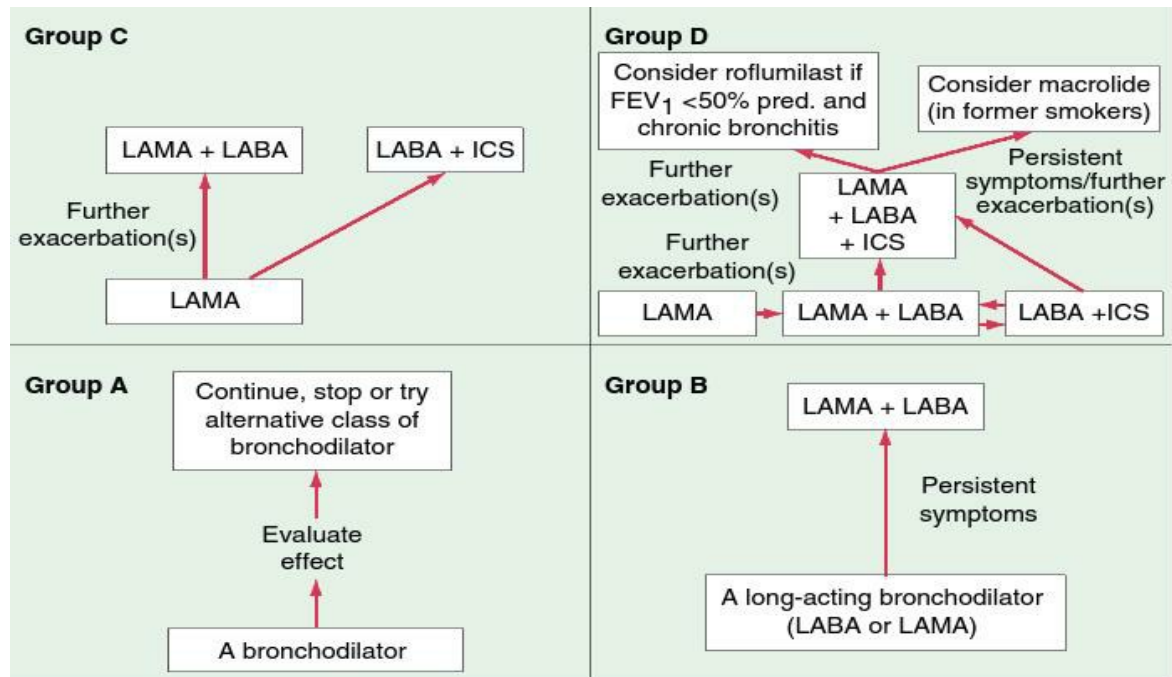 Group C
LAMA + LABA
LABA + ICS
Further
exacerbation(s)
LAMA
Group D
Consider roflumilast if
FEV1 <50% pred. and
chronic bronchitis
Consider macrolide
(in former smokers)
Further
exacerbation(s)
LAMA
+ LABA
+ ICS
Persistent
symptoms/further
exacerbation(s)
Further
exacerbation(s)
LAMA
LAMA + LABA
LABA +ICS
Group A
Continue, stop or try
alternative class of
bronchodilator
Evaluate
effect
A bronchodilator
Group B
LAMA + LABA
Persistent
symptoms
A long-acting bronchodilator
(LABA or LAMA)